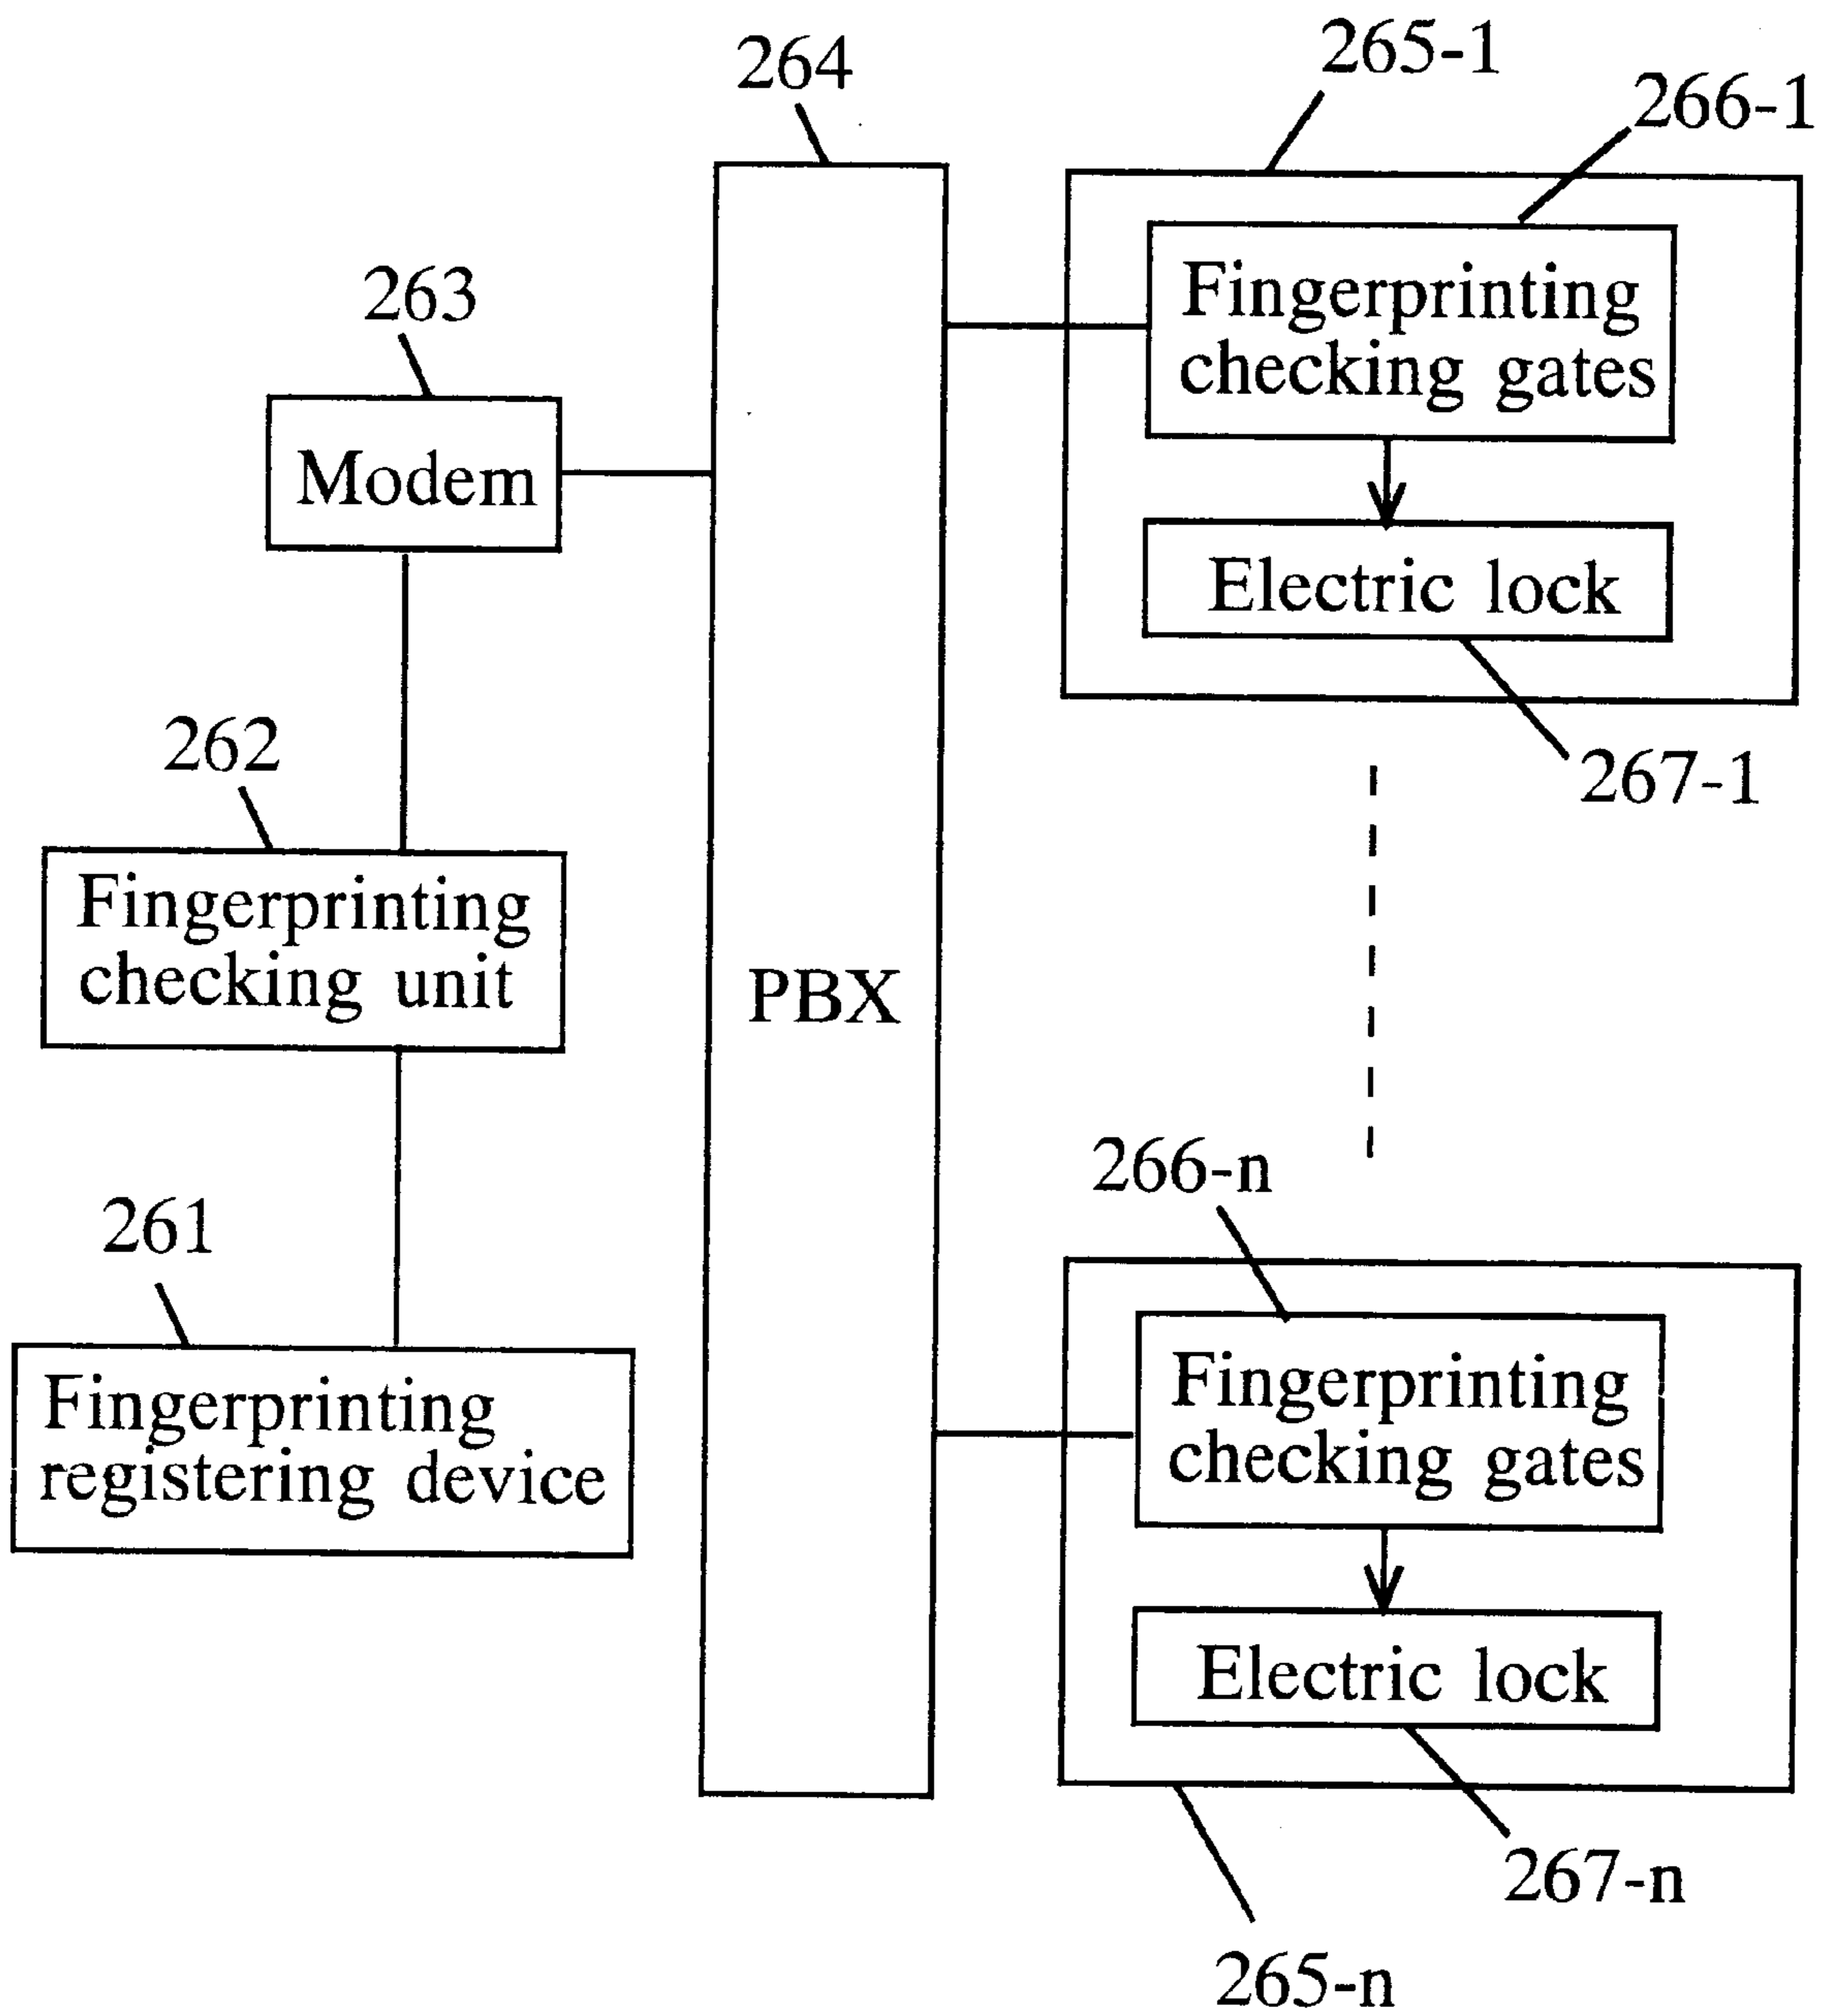 265-1
264
266-1
Fingerprinting
checking gates
263
Modem
Electric lock
262
267-1
Fingerprinting
checking unit
PBX
266-n
261
Fingerprinting
checking gates
Fingerprinting
registering device
Electric lock
267-n
265-n